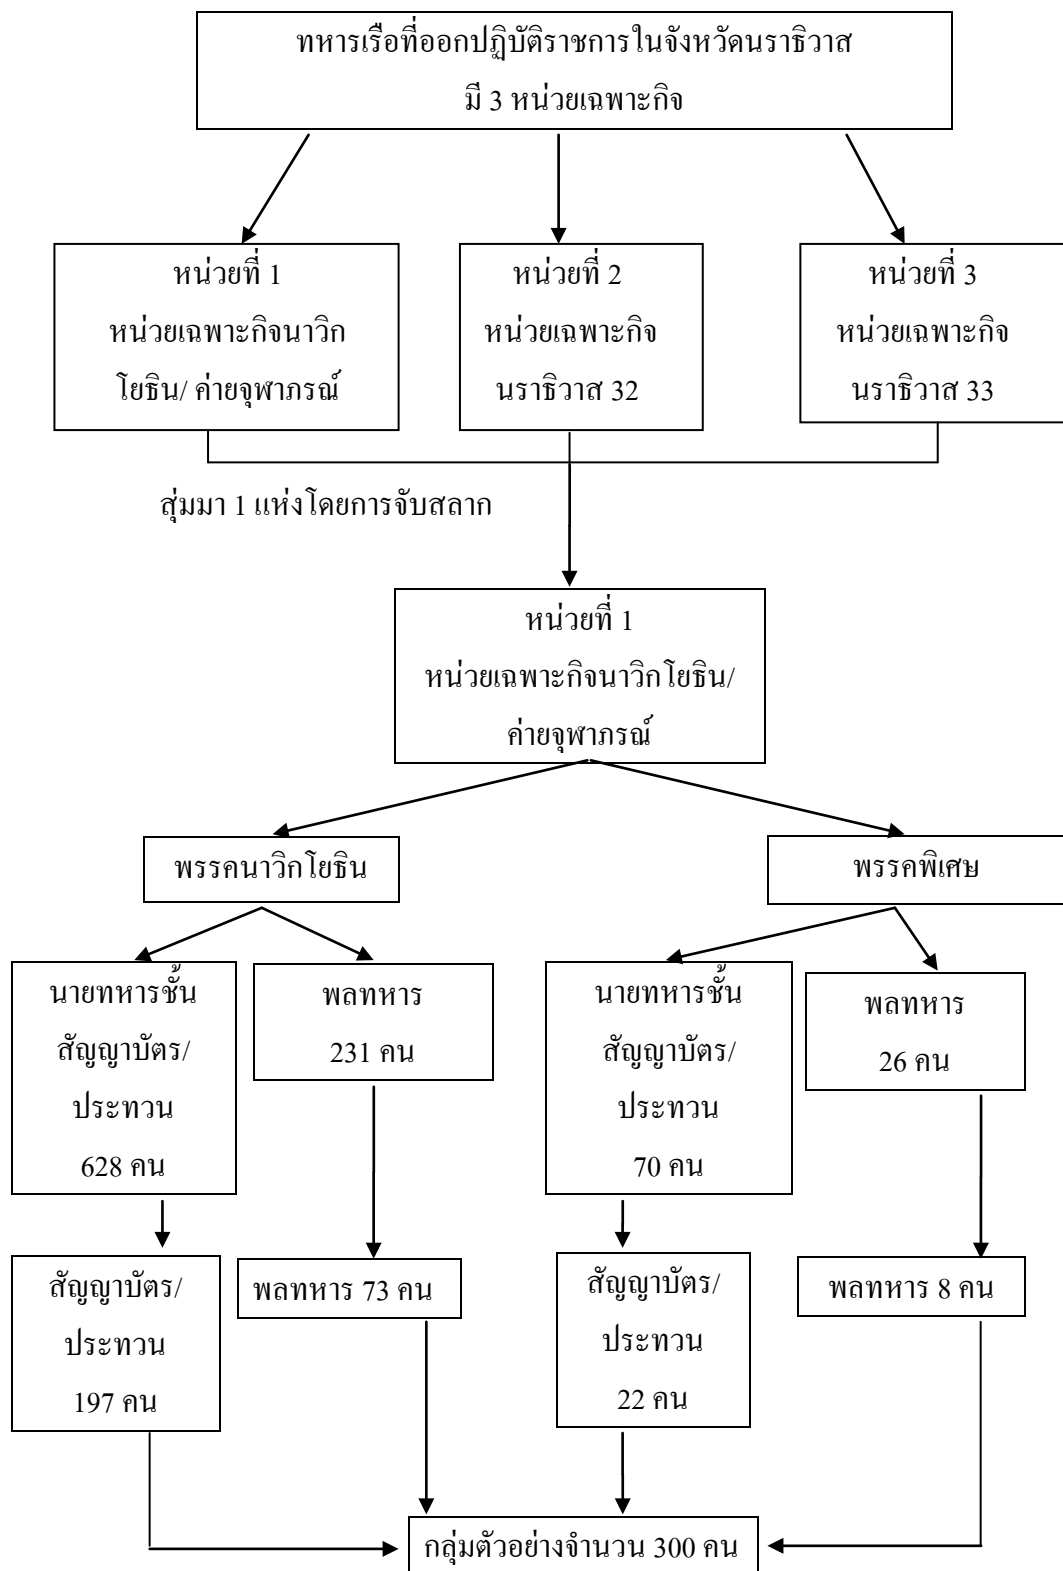 ทหารเรือที่ออกปฏิบัติราชการในจังหวัดนราธิวาส
มี 3 หน่วยเฉพาะกิจ
หน่วยที่ 1
หน่วยเฉพาะกิจนาวิก
โยธิน/ ค่ายจุฬาภรณ์
หน่วยที่ 2
หน่วยเฉพาะกิจ
นราธิวาส 32
หน่วยที่ 3
หน่วยเฉพาะกิจ
นราธิวาส 33
สุ่มมา 1 แห่งโดยการจับสลาก
หน่วยที่ 1
หน่วยเฉพาะกิจนาวิกโยธิน/
ค่ายจุฬาภรณ์
พรรคนาวิกโยธิน
พรรคพิเศษ
นายทหารชั้น
สัญญาบัตร/
ประทวน
628 คน
พลทหาร
231 คน
นายทหารชั้น
สัญญาบัตร/
ประทวน
70 คน
พลทหาร
26 คน
สัญญาบัตร/
ประทวน
197 คน
พลทหาร 73 คน
สัญญาบัตร/
ประทวน
22 คน
พลทหาร 8 คน
กลุ่มตัวอย่างจำนวน 300 คน